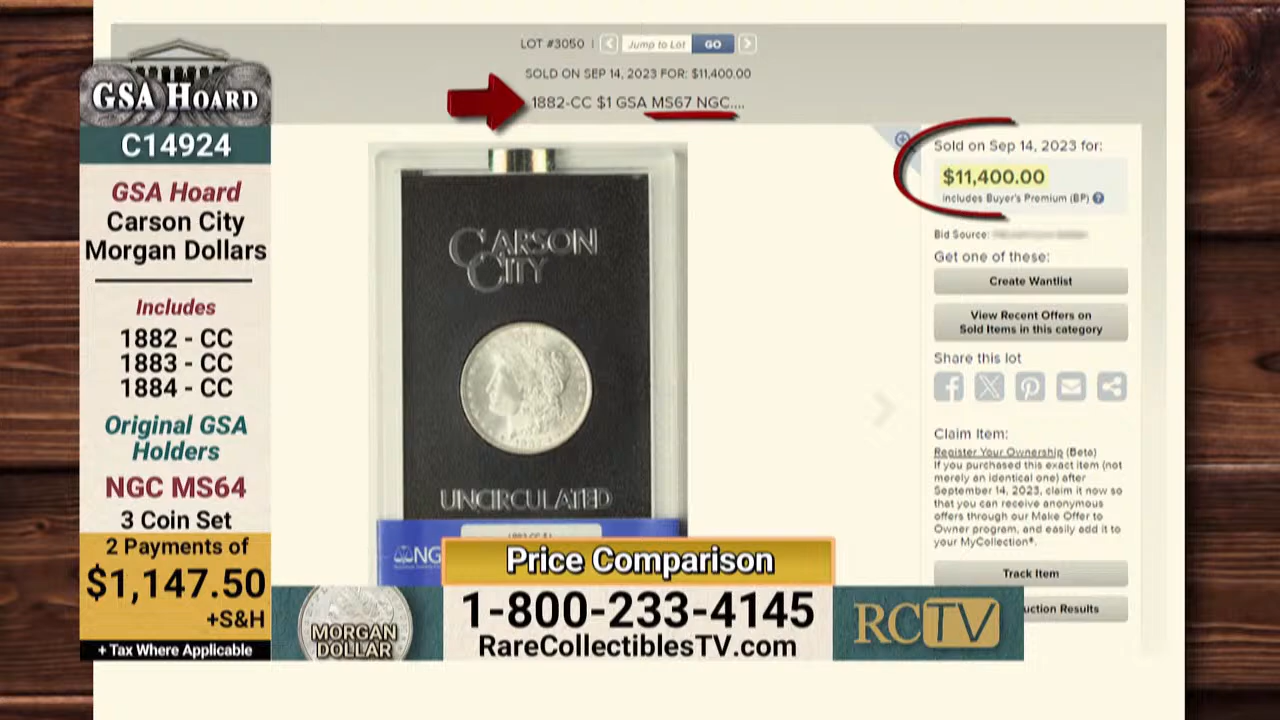 LOT #3050 | < Jump to Lot GO >
SOLD ON SEP 14, 2023 FOR: $11,400.00
1882-CC $1 GSA MS67 NGC....
GSA HOARD
C14924
GSA Hoard
Carson City
Morgan Dollars
Includes
1882 - CC
1883 - CC
1884 - CC
Original GSA
Holders
NGC MS64
3 Coin Set
2 Payments of
$1,147.50
+S&H
+ Tax Where Applicable
CARSON
CITY
UNCIRCULATED
NG
Sold on Sep 14, 2023 for:
$11,400.00
includes Buyer's Premium (BP) ?
Bid Source:
Get one of these:
Create Wantlist
View Recent Offers on
Sold Items in this category
Share this lot
Claim Item:
Register Your Ownership (Beta)
If you purchased this exact item (not
merely an identical one) after
September 14, 2023, claim it now so
that you can receive anonymous
offers through our Make Offer to
Owner program, and easily add it to
your MyCollection®.
Track Item
uction Results
Price Comparison
MORGAN
DOLLAR
1-800-233-4145
RareCollectiblesTV.com
RCTV